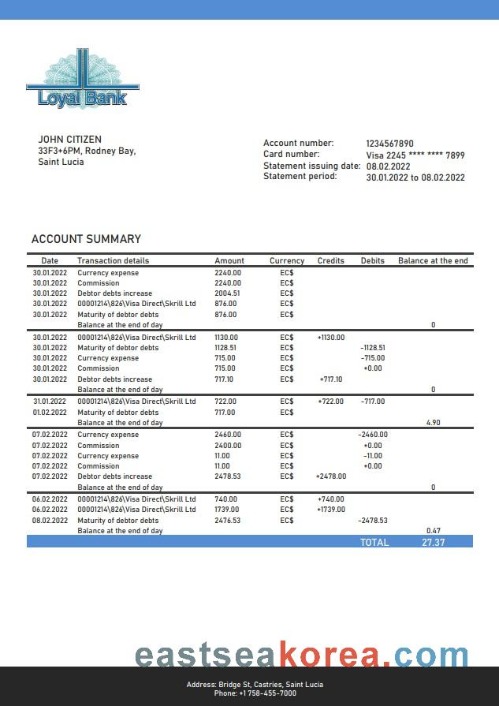 Loyal Bank
JOHN CITIZEN
33F3+6PM, Rodney Bay,
Saint Lucia
Account number: 1234567890
Card number: Visa 2245 **** **** 7899
Statement issuing date: 08.02.2022
Statement period: 30.01.2022 to 08.02.2022
ACCOUNT SUMMARY
Date Transaction details Amount Currency Credits Debits Balance at the end
30.01.2022 Currency expense 2240.00 EC$
30.01.2022 Commission 2240.00 EC$
30.01.2022 Debtor debts increase 2004.51 EC$
30.01.2022 00001214\826\Visa Direct\Skrill Ltd 876.00 EC$
30.01.2022 Maturity of debtor debts 876.00 EC$
Balance at the end of day 0
30.01.2022 00001214\826\Visa Direct\Skrill Ltd 1130.00 EC$ +1130.00
30.01.2022 Maturity of debtor debts 1128.51 EC$ -1128.51
30.01.2022 Currency expense 715.00 EC$ -715.00
30.01.2022 Commission 715.00 EC$ +0.00
30.01.2022 Debtor debts increase 717.10 EC$ +717.10
Balance at the end of day 0
31.01.2022 00001214\826\Visa Direct\Skrill Ltd 722.00 EC$ +722.00 -717.00
01.02.2022 Maturity of debtor debts 717.00 EC$
Balance at the end of day 4.90
07.02.2022 Currency expense 2460.00 EC$ -2460.00
07.02.2022 Commission 2400.00 EC$ +0.00
07.02.2022 Currency expense 11.00 EC$ -11.00
07.02.2022 Commission 11.00 EC$ +0.00
07.02.2022 Debtor debts increase 2478.53 EC$ +2478.00
Balance at the end of day 0
06.02.2022 00001214\826\Visa Direct\Skrill Ltd 740.00 EC$ +740.00
06.02.2022 00001214\826\Visa Direct\Skrill Ltd 1739.00 EC$ +1739.00
08.02.2022 Maturity of debtor debts 2476.53 EC$ -2478.53
Balance at the end of day 0.47
TOTAL 27.37
eastseakorea.com
Address: Bridge St, Castries, Saint Lucia
Phone: +1 758-455-7000